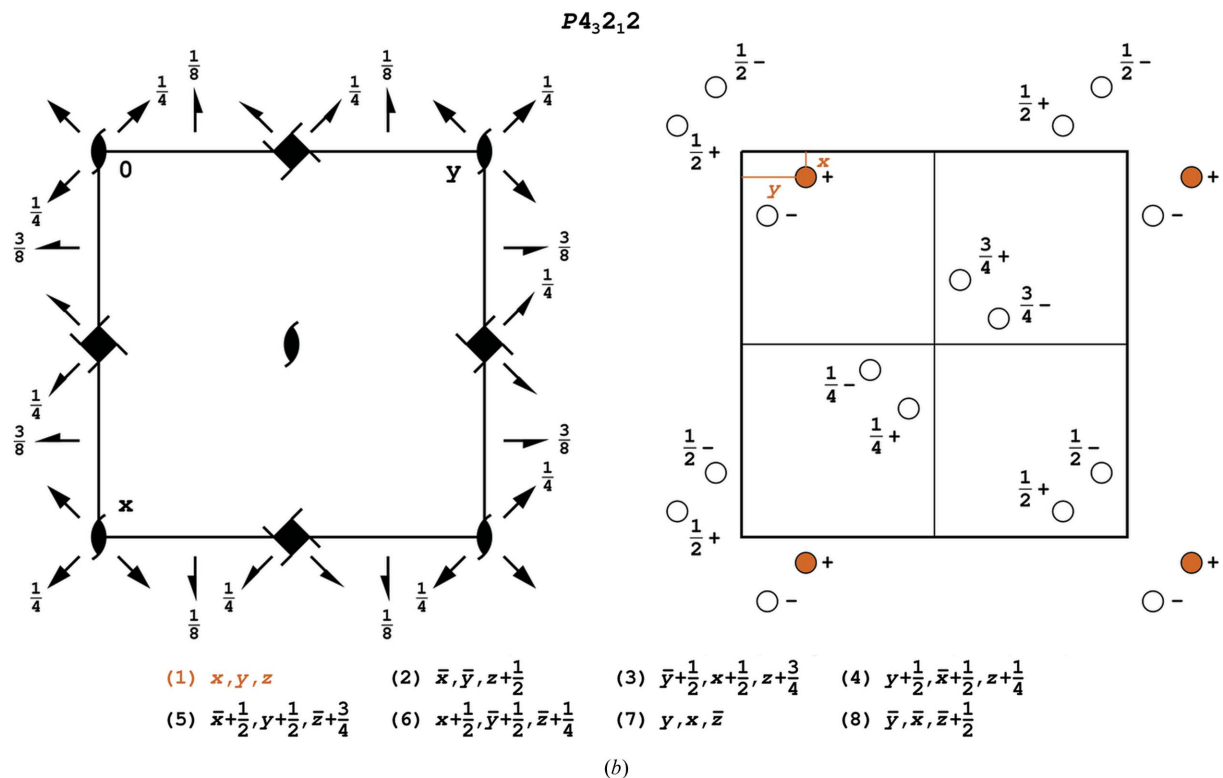 P4₃2₁2
1/8 1/8 1/2 − 1/2 −
1/4 1/4 1/4 1/2 +
1/2 +
0 y x + +
y
1/4 − −
3/8 3/8 3/4 +
1/4 3/4 −
1/4 −
1/4 1/4 +
3/8 3/8 1/2 − 1/2 −
1/4 1/2 +
x 1/2 +
+ +
1/4 1/4 1/4 − −
1/8 1/8
(1) x,y,z (2) x̄,ȳ,z+1/2 (3) ȳ+1/2,x+1/2,z+3/4 (4) y+1/2,x̄+1/2,z+1/4
(5) x̄+1/2,y+1/2,z̄+3/4 (6) x+1/2,ȳ+1/2,z̄+1/4 (7) y,x,z̄ (8) ȳ,x̄,z̄+1/2
(b)